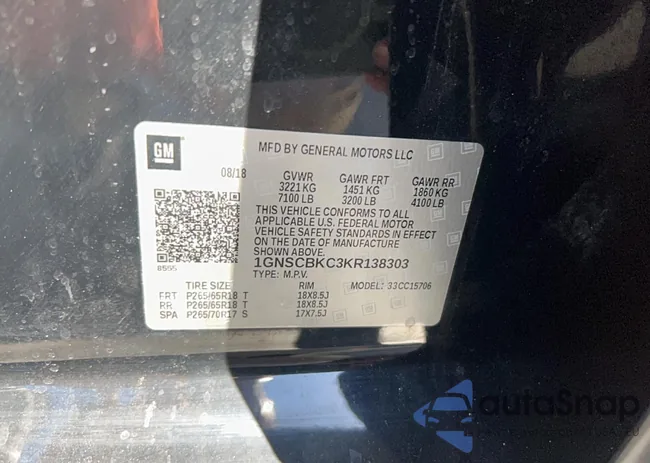 GM
MFD BY GENERAL MOTORS LLC
08/18 GVWR GAWR FRT GAWR RR
3221 KG 1451 KG 1860 KG
7100 LB 3200 LB 4100 LB
THIS VEHICLE CONFORMS TO ALL
APPLICABLE U.S. FEDERAL MOTOR
VEHICLE SAFETY STANDARDS IN EFFECT
ON THE DATE OF MANUFACTURE SHOWN ABOVE.
1GNSCBKC3KR138303
TYPE: M.P.V. MODEL: 33CC15706
TIRE SIZE RIM
FRT P265/65R18 T 18X8.5J
RR P265/65R18 T 18X8.5J
SPA P265/70R17 S 17X7.5J
autoSnap